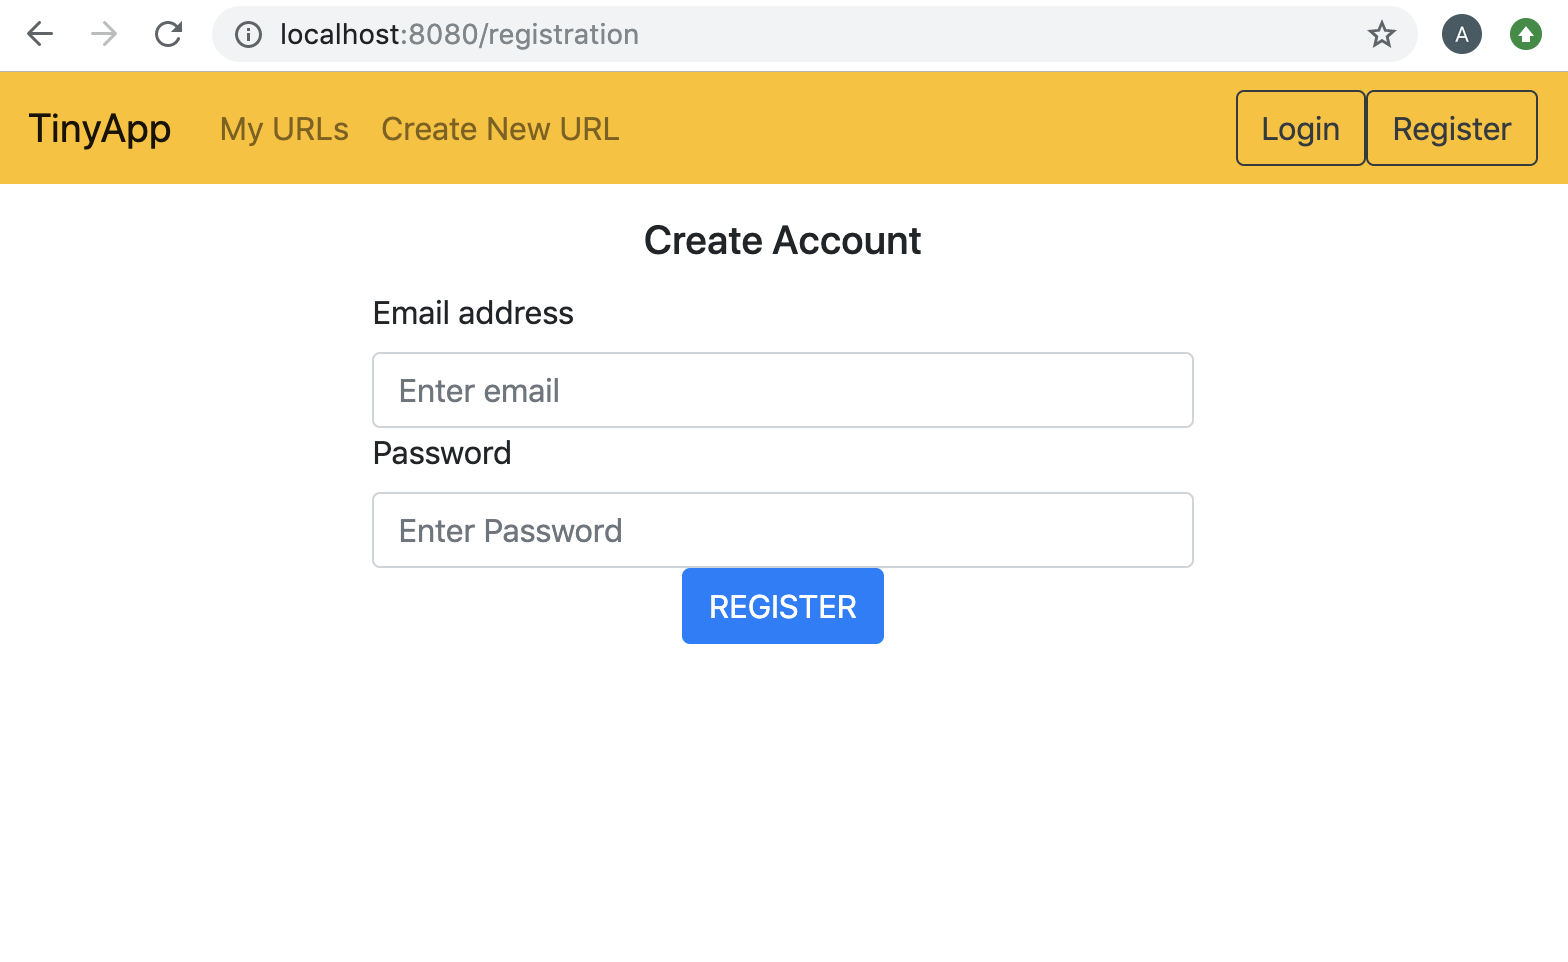 localhost:8080/registration
A
TinyApp My URLs Create New URL Login Register
Create Account
Email address
Enter email
Password
Enter Password
REGISTER